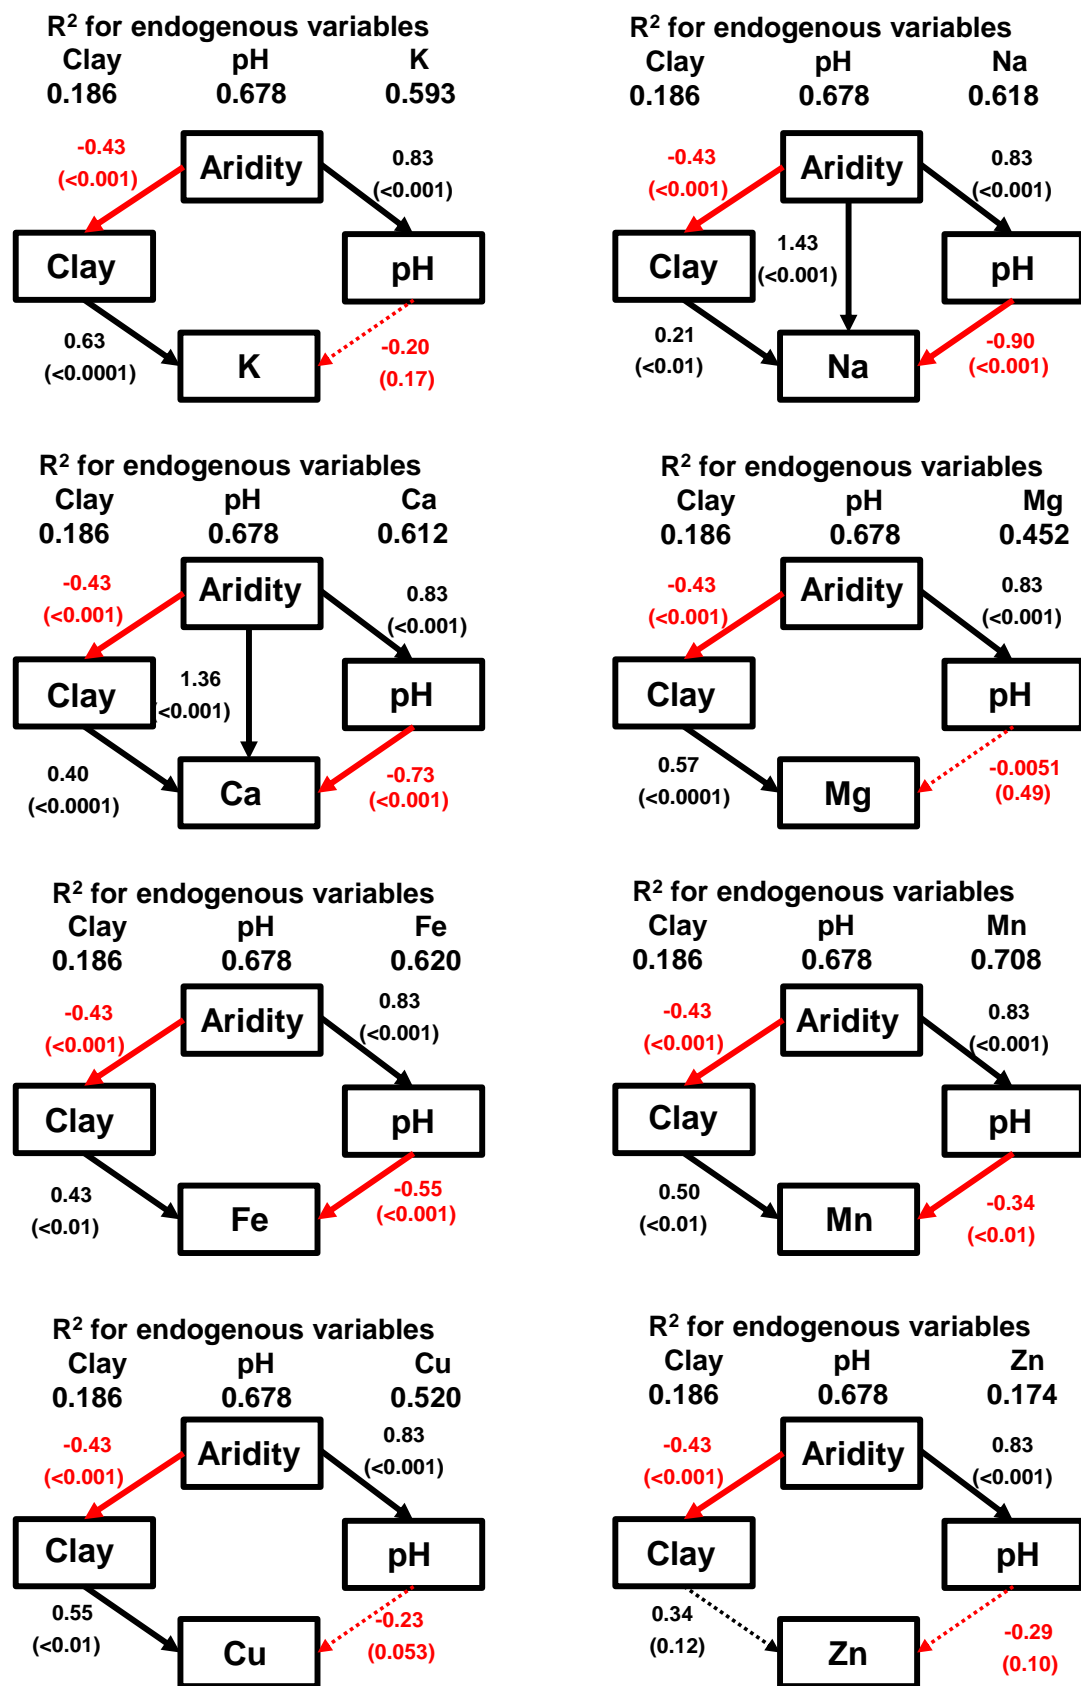 R² for endogenous variables
Clay pH K
0.186 0.678 0.593
-0.43
(<0.001)
Aridity
0.83
(<0.001)
Clay
pH
0.63
(<0.0001)
K
-0.20
(0.17)
R² for endogenous variables
Clay pH Na
0.186 0.678 0.618
-0.43
(<0.001)
Aridity
0.83
(<0.001)
Clay
1.43
(<0.001)
pH
0.21
(<0.01)
Na
-0.90
(<0.001)
R² for endogenous variables
Clay pH Ca
0.186 0.678 0.612
-0.43
(<0.001)
Aridity
0.83
(<0.001)
Clay
1.36
(<0.001)
pH
0.40
(<0.0001)
Ca
-0.73
(<0.001)
R² for endogenous variables
Clay pH Mg
0.186 0.678 0.452
-0.43
(<0.001)
Aridity
0.83
(<0.001)
Clay
pH
0.57
(<0.0001)
Mg
-0.0051
(0.49)
R² for endogenous variables
Clay pH Fe
0.186 0.678 0.620
-0.43
(<0.001)
Aridity
0.83
(<0.001)
Clay
pH
0.43
(<0.01)
Fe
-0.55
(<0.001)
R² for endogenous variables
Clay pH Mn
0.186 0.678 0.708
-0.43
(<0.001)
Aridity
0.83
(<0.001)
Clay
pH
0.50
(<0.01)
Mn
-0.34
(<0.01)
R² for endogenous variables
Clay pH Cu
0.186 0.678 0.520
-0.43
(<0.001)
Aridity
0.83
(<0.001)
Clay
pH
0.55
(<0.01)
Cu
-0.23
(0.053)
R² for endogenous variables
Clay pH Zn
0.186 0.678 0.174
-0.43
(<0.001)
Aridity
0.83
(<0.001)
Clay
pH
0.34
(0.12)
Zn
-0.29
(0.10)